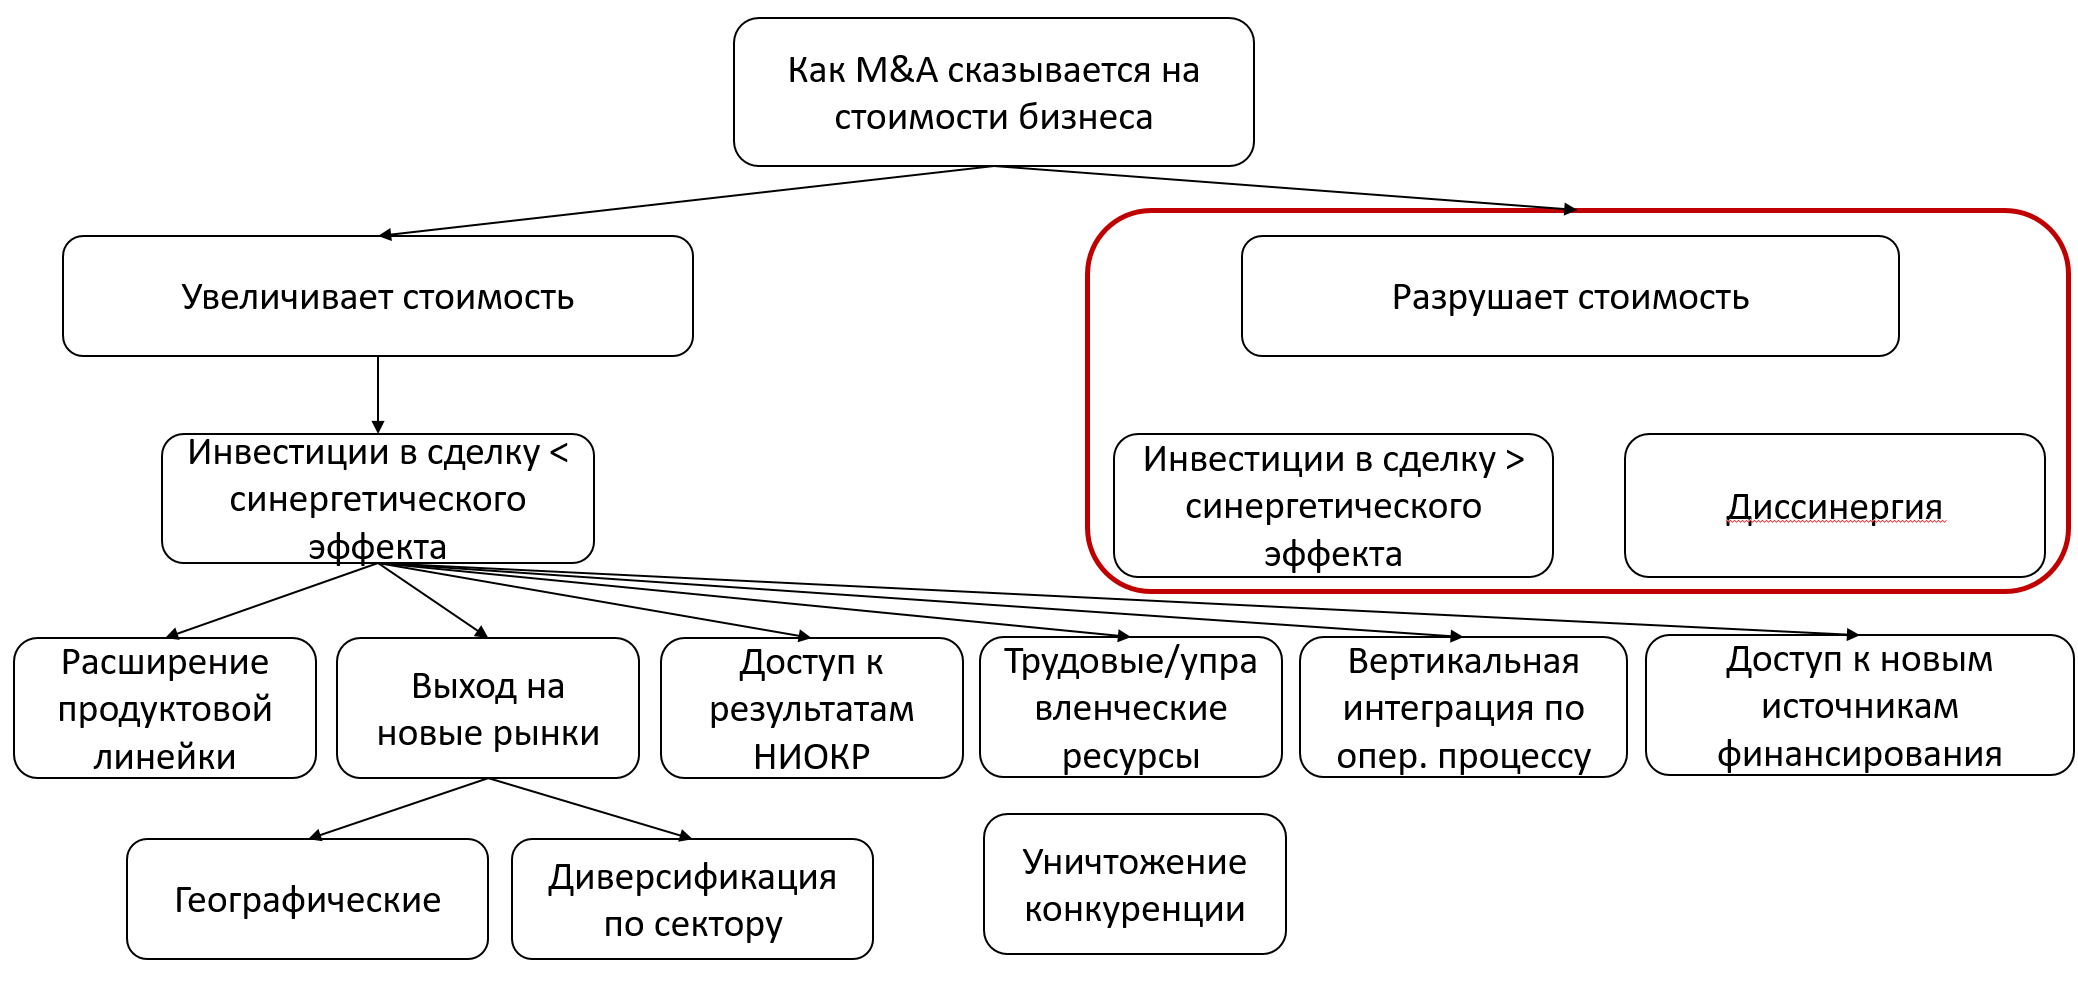 Как M&A сказывается на
стоимости бизнеса
Увеличивает стоимость
Разрушает стоимость
Инвестиции в сделку <
синергетического
эффекта
Инвестиции в сделку >
синергетического
эффекта
Диссинергия
Расширение
продуктовой
линейки
Выход на
новые рынки
Доступ к
результатам
НИОКР
Трудовые/упра
вленческие
ресурсы
Вертикальная
интеграция по
опер. процессу
Доступ к новым
источникам
финансирования
Географические
Диверсификация
по сектору
Уничтожение
конкуренции